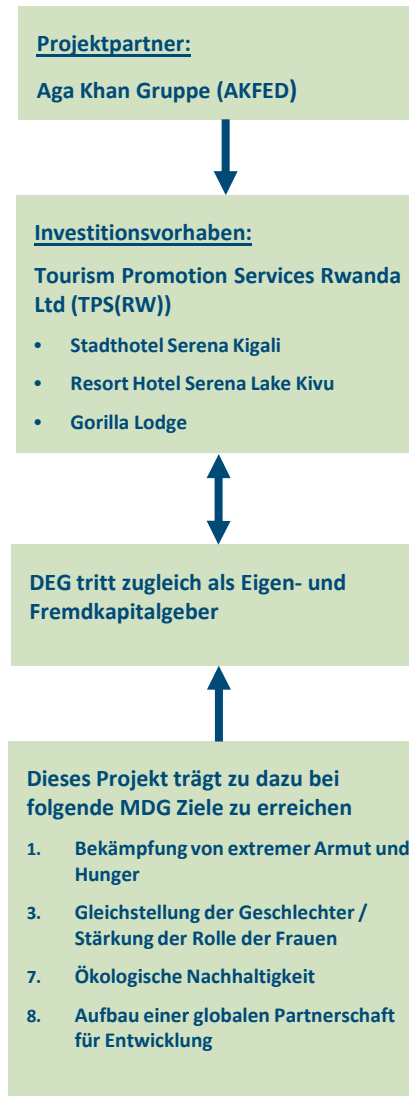 Projektpartner:
Aga Khan Gruppe (AKFED)
Investitionsvorhaben:
Tourism Promotion Services Rwanda
Ltd (TPS(RW))
• Stadthotel Serena Kigali
• Resort Hotel Serena Lake Kivu
• Gorilla Lodge
DEG tritt zugleich als Eigen- und
Fremdkapitalgeber
Dieses Projekt trägt zu dazu bei
folgende MDG Ziele zu erreichen
1. Bekämpfung von extremer Armut und
Hunger
3. Gleichstellung der Geschlechter /
Stärkung der Rolle der Frauen
7. Ökologische Nachhaltigkeit
8. Aufbau einer globalen Partnerschaft
für Entwicklung